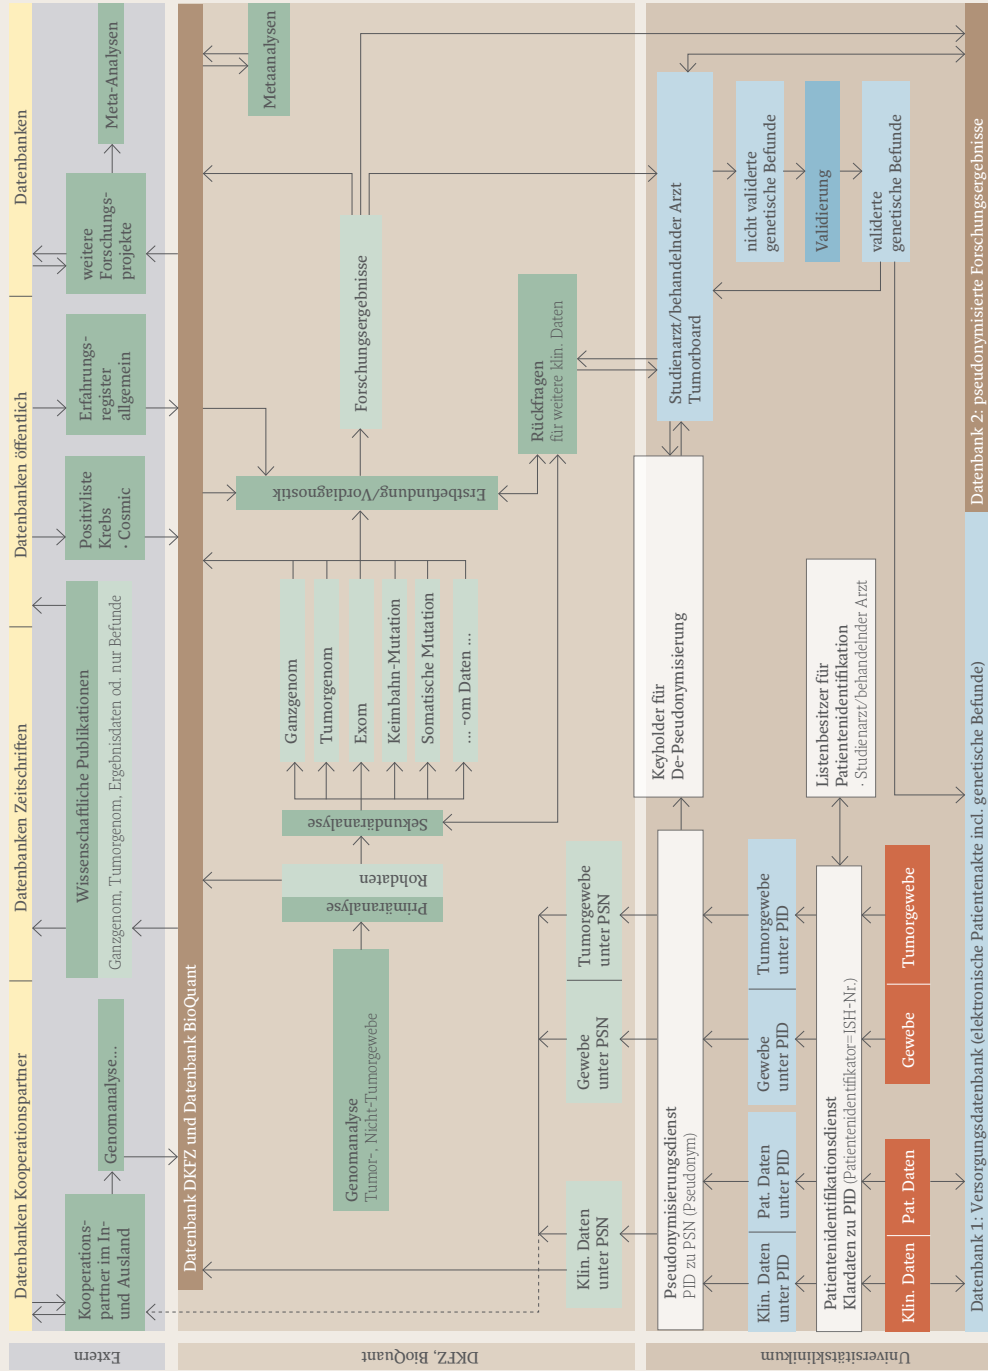 Extern
Datenbanken Kooperationspartner
Datenbanken Zeitschriften
Datenbanken öffentlich
Datenbanken
Kooperations-
partner im In-
und Ausland
Genomanalyse...
Wissenschaftliche Publikationen
Ganzgenom, Tumorgenom, Ergebnisdaten od. nur Befunde
Positivliste
Krebs
· Cosmic
Erfahrungs-
register
allgemein
weitere
Forschungs-
projekte
Meta-Analysen
DKFZ, BioQuant
Datenbank DKFZ und Datenbank BioQuant
Metaanalysen
Genomanalyse
Tumor-, Nicht-Tumorgewebe
Primäranalyse
Rohdaten
Sekundäranalyse
Ganzgenom
Tumorgenom
Exom
Keimbahn-Mutation
Somatische Mutation
... -om Daten ...
Erstbefundung/Vordiagnostik
Forschungsergebnisse
Rückfragen
für weitere klin. Daten
Klin. Daten
unter PSN
Gewebe
unter PSN
Tumorgewebe
unter PSN
Universitätsklinikum
Pseudonymisierungsdienst
PID zu PSN (Pseudonym)
Keyholder für
De-Pseudonymisierung
Studienarzt/behandelnder Arzt
Tumorboard
nicht validerte
genetische Befunde
Validierung
validerte
genetische Befunde
Klin. Daten
unter PID
Pat. Daten
unter PID
Gewebe
unter PID
Tumorgewebe
unter PID
Patientenidentifikationsdienst
Klardaten zu PID (Patientenidentifikator=ISH-Nr.)
Listenbesitzer für
Patientenidentifikation
· Studienarzt/behandelnder Arzt
Klin. Daten
Pat. Daten
Gewebe
Tumorgewebe
Datenbank 1: Versorgungsdatenbank (elektronische Patientenakte incl. genetische Befunde)
Datenbank 2: pseudonymisierte Forschungsergebnisse